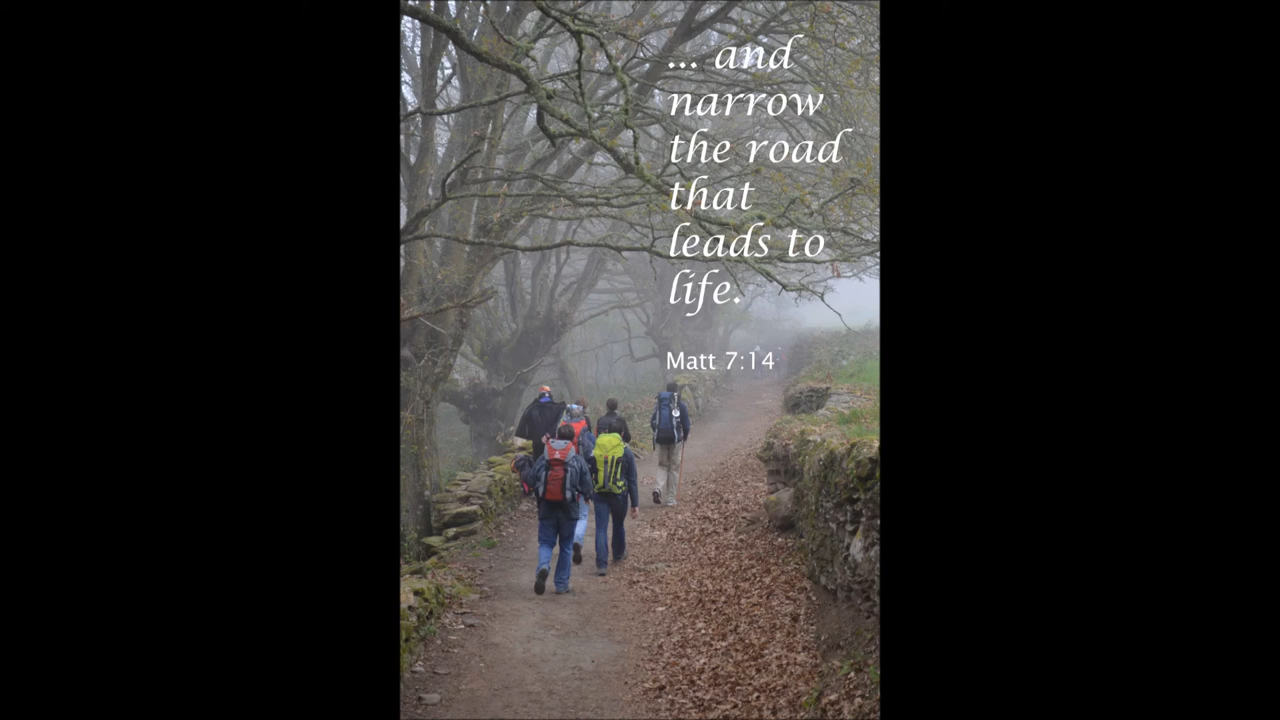 ... and
narrow
the road
that
leads to
life.
Matt 7:14